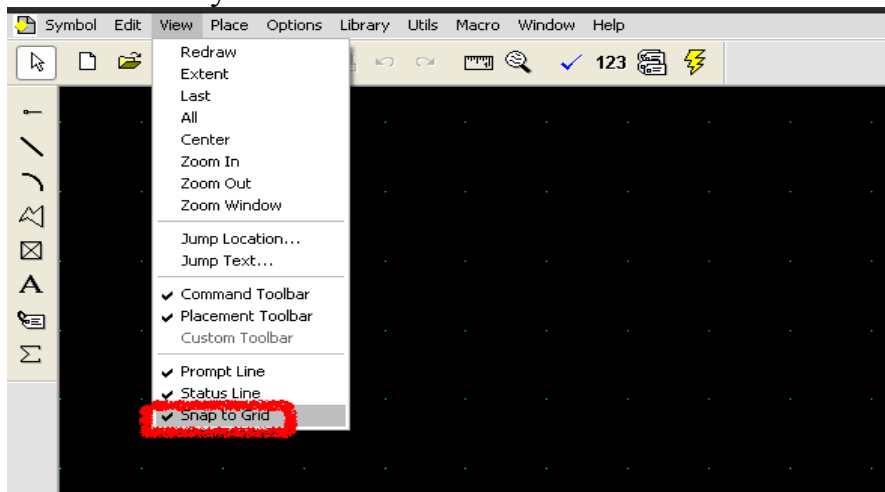 Symbol Edit View Place Options Library Utils Macro Window Help
123
A
Σ
Redraw
Extent
Last
All
Center
Zoom In
Zoom Out
Zoom Window
Jump Location...
Jump Text...
Command Toolbar
Placement Toolbar
Custom Toolbar
Prompt Line
Status Line
Snap to Grid